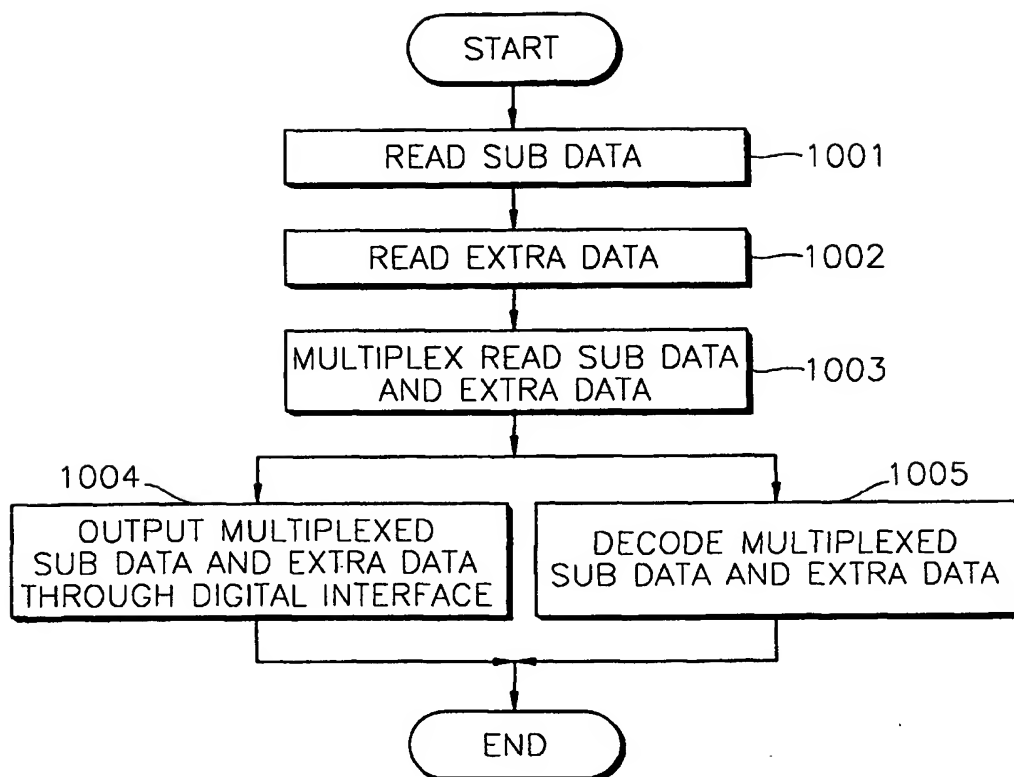 START
READ SUB DATA
1001
READ EXTRA DATA
1002
MULTIPLEX READ SUB DATA
AND EXTRA DATA
1003
1004
OUTPUT MULTIPLEXED
SUB DATA AND EXTRA DATA
THROUGH DIGITAL INTERFACE
1005
DECODE MULTIPLEXED
SUB DATA AND EXTRA DATA
END